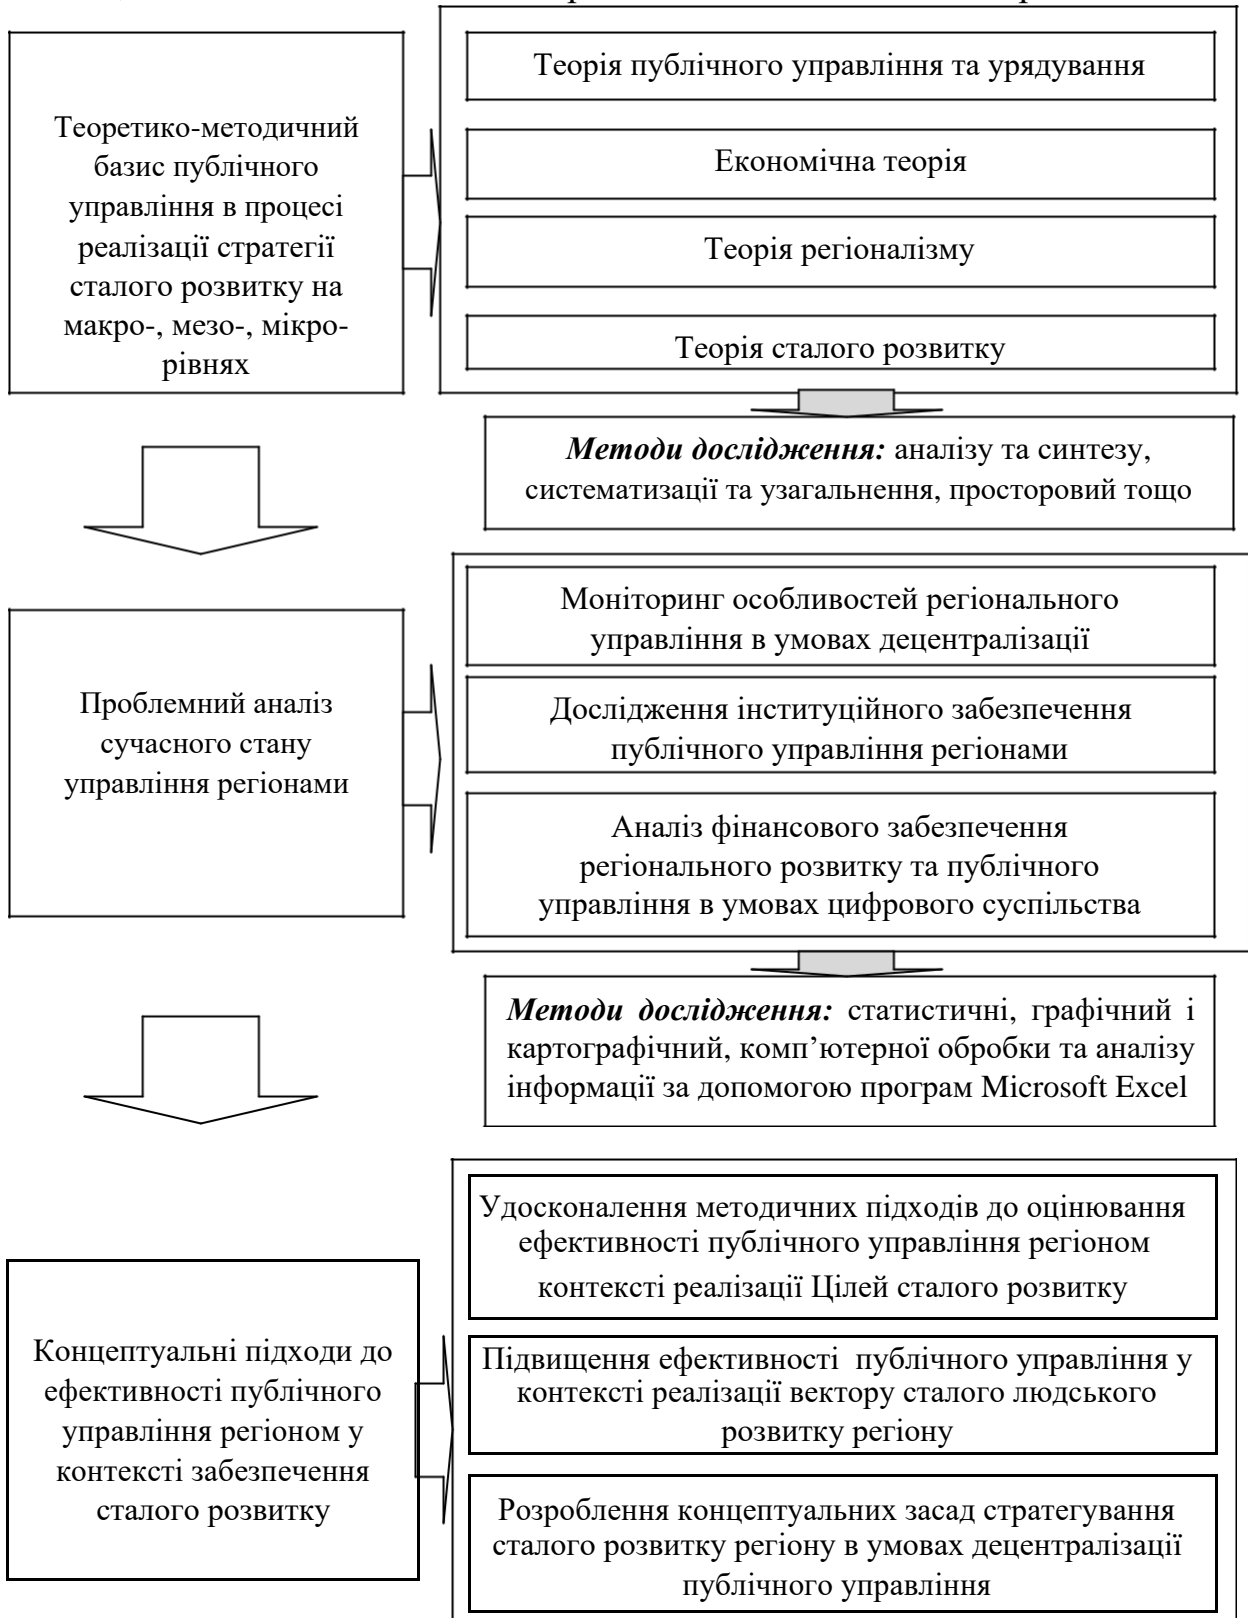 Теоретико-методичний
базис публічного
управління в процесі
реалізації стратегії
сталого розвитку на
макро-, мезо-, мікро-
рівнях
Теорія публічного управління та урядування
Економічна теорія
Теорія регіоналізму
Теорія сталого розвитку
Методи дослідження: аналізу та синтезу,
систематизації та узагальнення, просторовий тощо
Проблемний аналіз
сучасного стану
управління регіонами
Моніторинг особливостей регіонального
управління в умовах децентралізації
Дослідження інституційного забезпечення
публічного управління регіонами
Аналіз фінансового забезпечення
регіонального розвитку та публічного
управління в умовах цифрового суспільства
Методи дослідження: статистичні, графічний і
картографічний, комп’ютерної обробки та аналізу
інформації за допомогою програм Microsoft Excel
Концептуальні підходи до
ефективності публічного
управління регіоном у
контексті забезпечення
сталого розвитку
Удосконалення методичних підходів до оцінювання
ефективності публічного управління регіоном
контексті реалізації Цілей сталого розвитку
Підвищення ефективності публічного управління у
контексті реалізації вектору сталого людського
розвитку регіону
Розроблення концептуальних засад стратегування
сталого розвитку регіону в умовах децентралізації
публічного управління